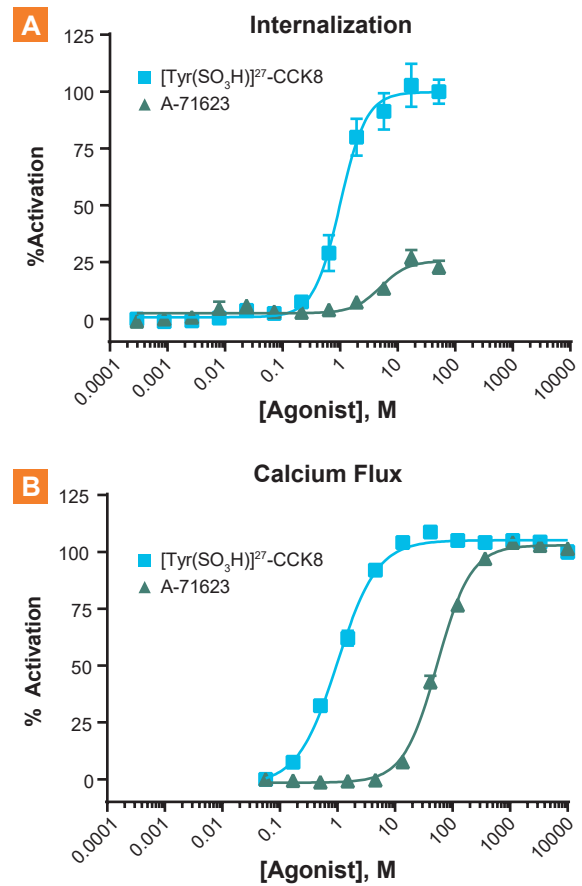 A
Internalization
125
100
75
50
25
0
%Activation
[Tyr(SO₃H)]²⁷-CCK8
A-71623
0.0001
0.001
0.01
0.1
1
10
100
1000
10000
[Agonist], M
B
Calcium Flux
125
100
75
50
25
0
% Activation
[Tyr(SO₃H)]²⁷-CCK8
A-71623
0.0001
0.001
0.01
0.1
1
10
100
1000
10000
[Agonist], M